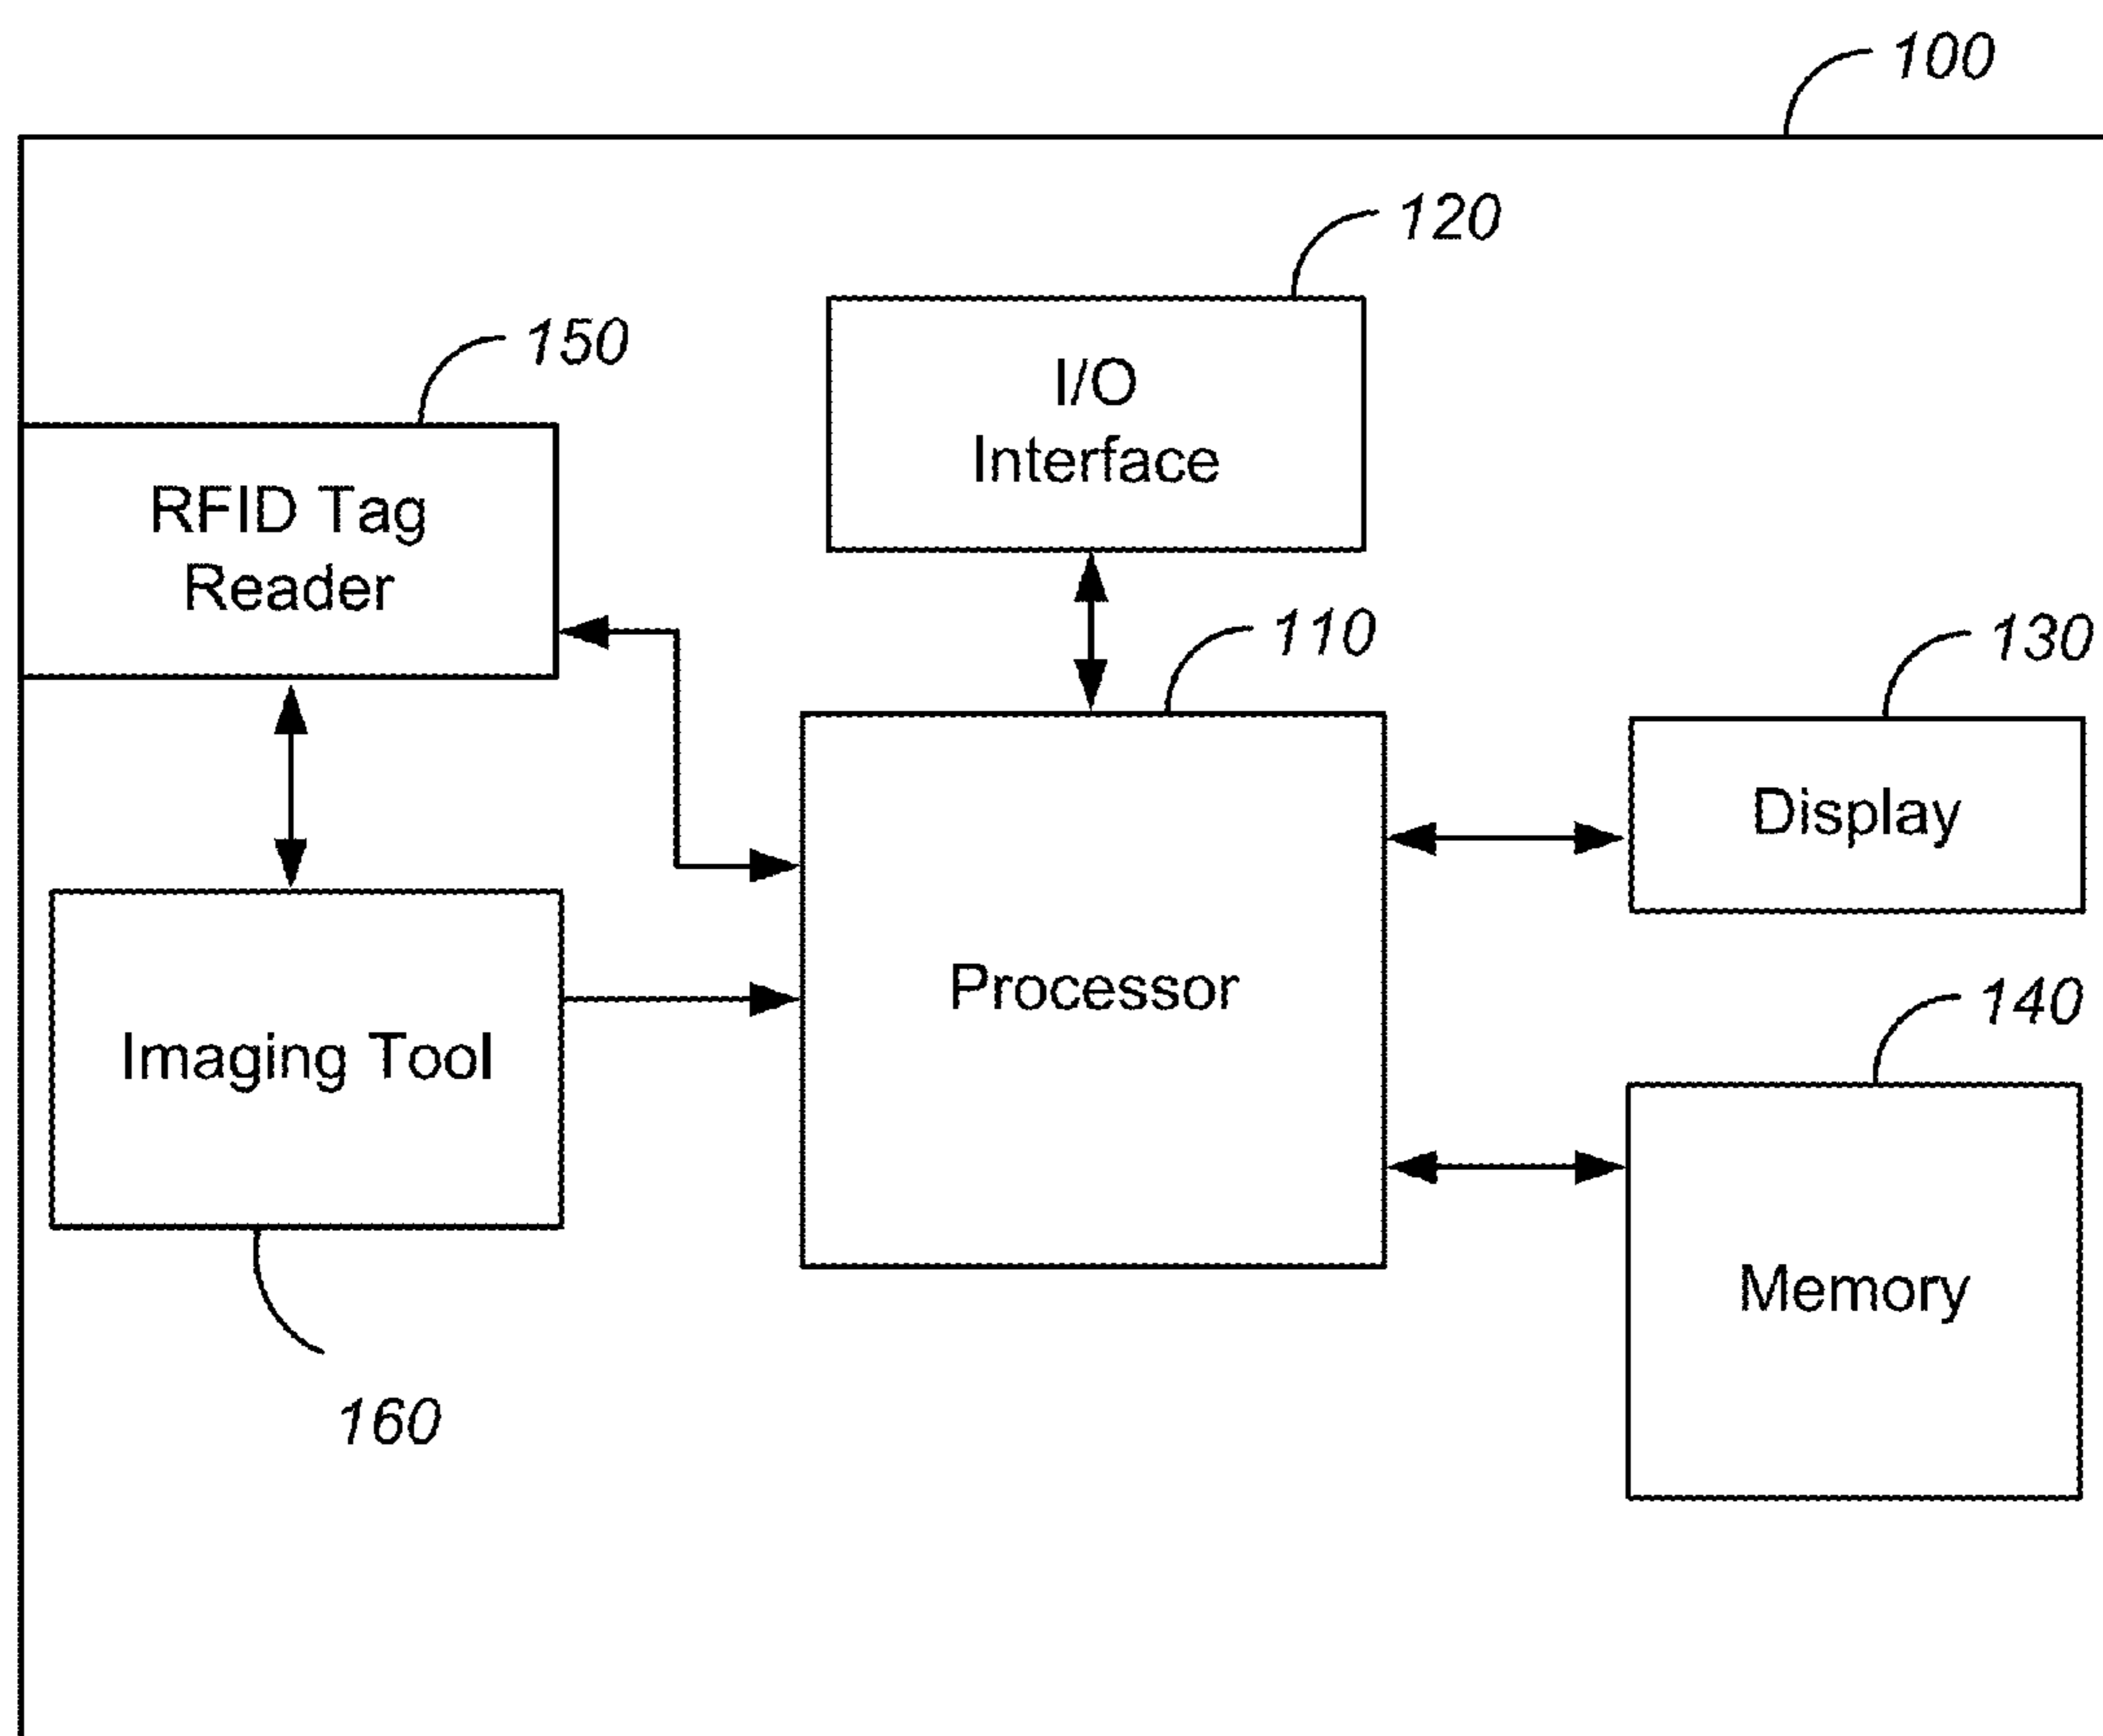 100
120
150
I/O
Interface
RFID Tag
Reader
110
130
Display
Processor
140
Imaging Tool
Memory
160